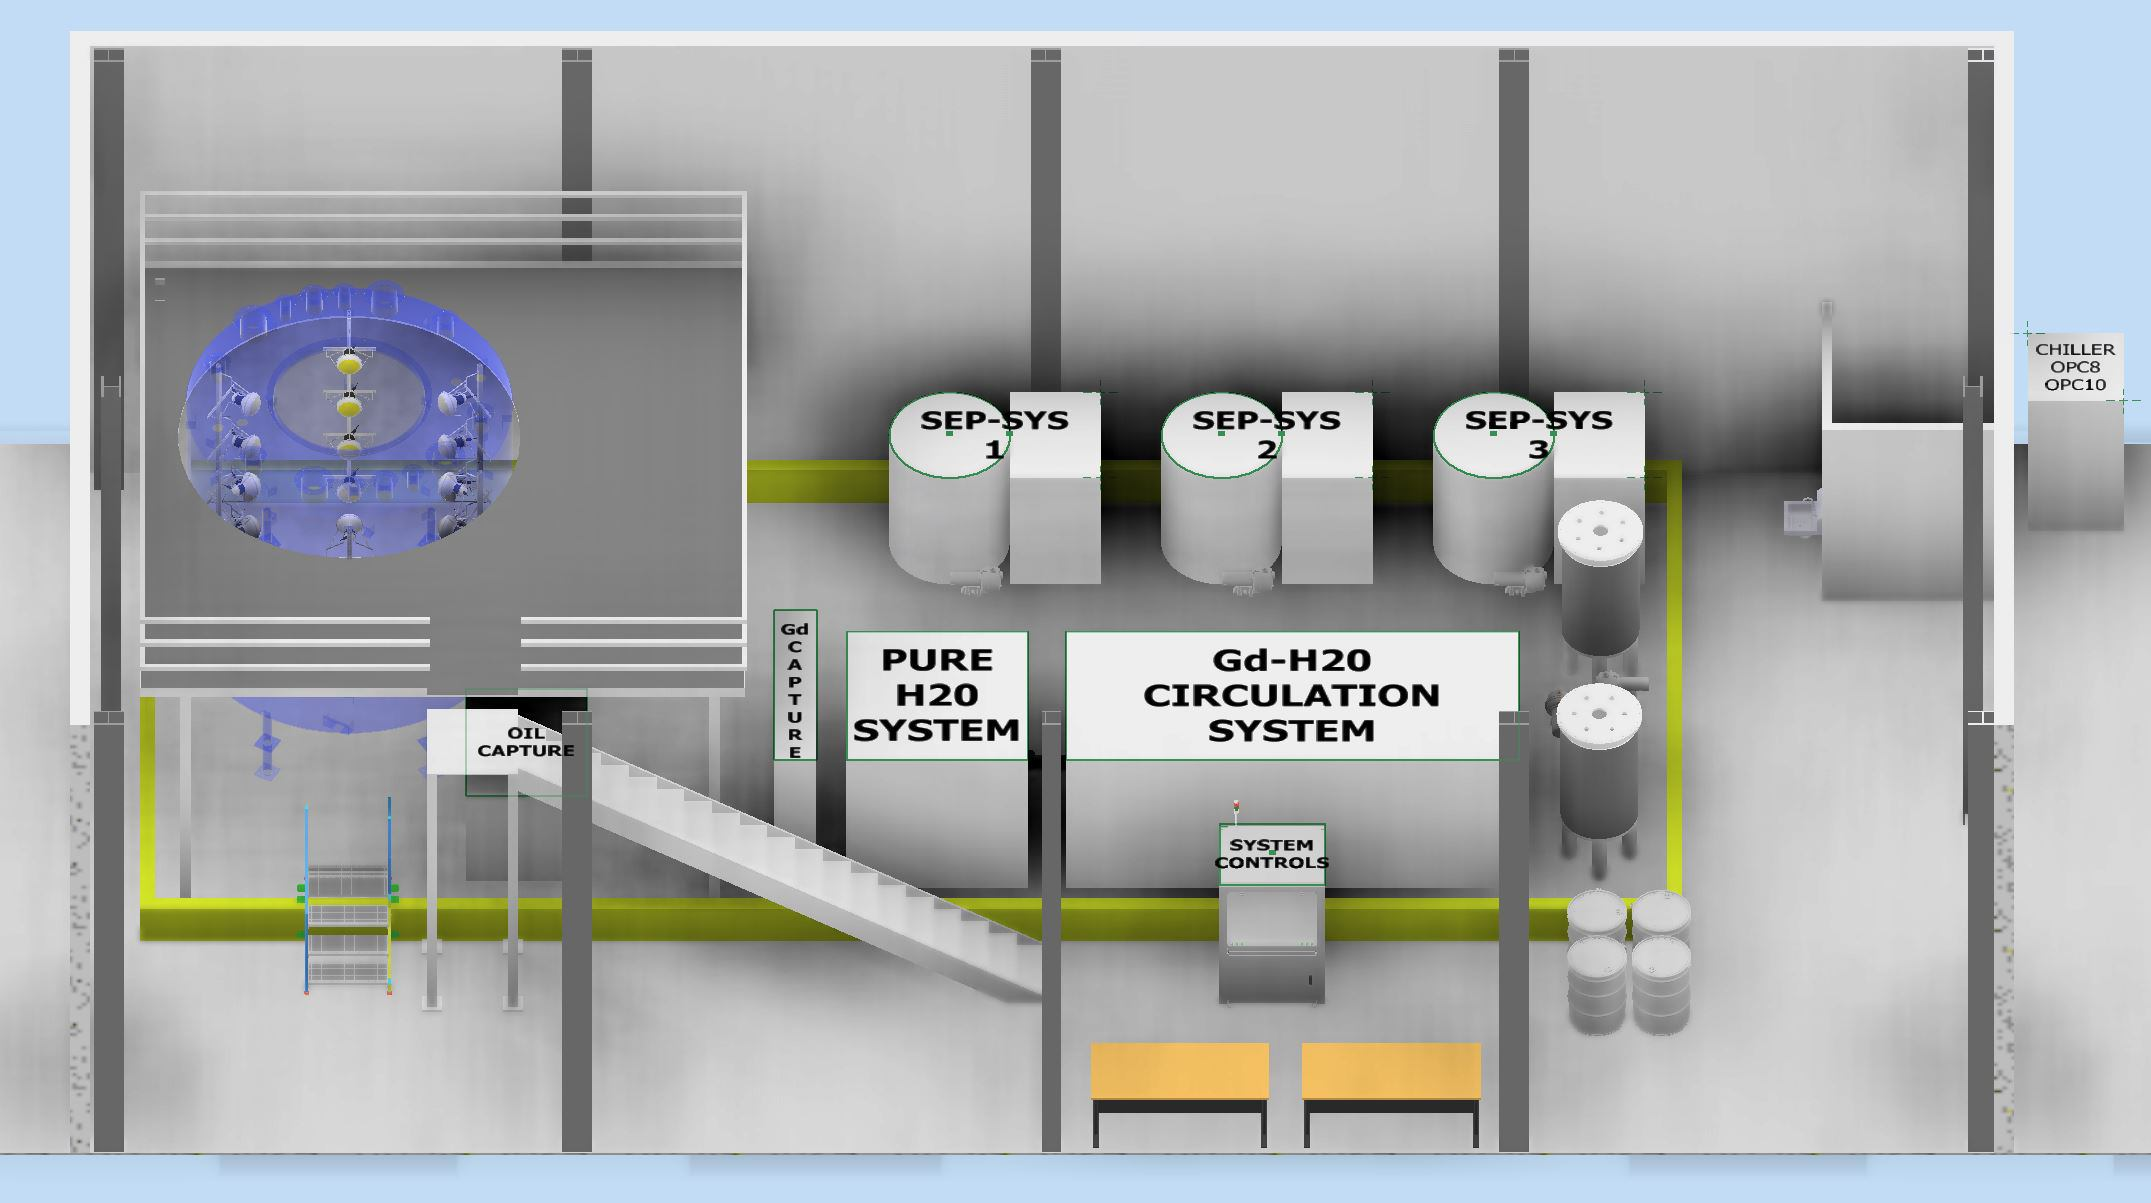 CHILLER
OPC8
OPC10
SEP-SYS
1
SEP-SYS
2
SEP-SYS
3
Gd
C
A
P
T
U
R
E
PURE
H20
SYSTEM
Gd-H20
CIRCULATION
SYSTEM
OIL
CAPTURE
SYSTEM
CONTROLS